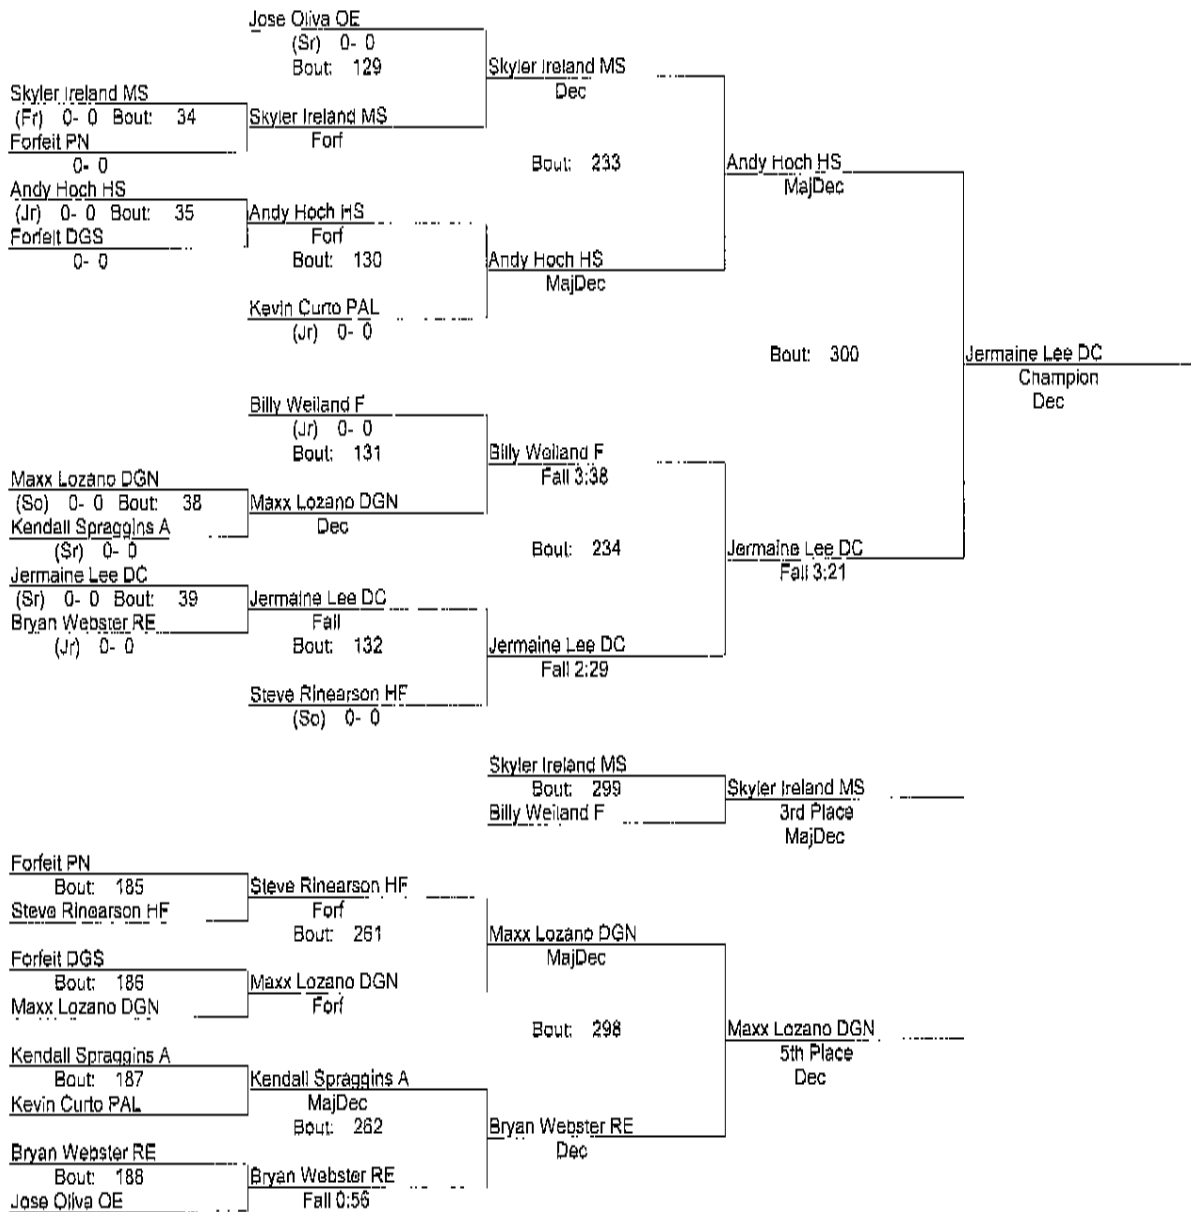 Jose Oliva OE
(Sr) 0- 0
Bout: 129
Skyler Ireland MS
Dec
Skyler Ireland MS
(Fr) 0- 0 Bout: 34
Forfeit PN
0- 0
Skyler Ireland MS
Forf
Bout: 233
Andy Hoch HS
MajDec
Andy Hoch HS
(Jr) 0- 0 Bout: 35
Forfeit DGS
0- 0
Andy Hoch HS
Forf
Bout: 130
Andy Hoch HS
MajDec
Kevin Curto PAL
(Jr) 0- 0
Bout: 300
Jermaine Lee DC
Champion
Dec
Billy Weiland F
(Jr) 0- 0
Bout: 131
Billy Weiland F
Fall 3:38
Maxx Lozano DGN
(So) 0- 0 Bout: 38
Kendall Spraggins A
(Sr) 0- 0
Maxx Lozano DGN
Dec
Bout: 234
Jermaine Lee DC
Fall 3:21
Jermaine Lee DC
(Sr) 0- 0 Bout: 39
Bryan Webster RE
(Jr) 0- 0
Jermaine Lee DC
Fall
Bout: 132
Jermaine Lee DC
Fall 2:29
Steve Rinearson HF
(So) 0- 0
Skyler Ireland MS
Bout: 299
Billy Weiland F
Skyler Ireland MS
3rd Place
MajDec
Forfeit PN
Bout: 185
Steve Rinearson HF
Steve Rinearson HF
Forf
Bout: 261
Maxx Lozano DGN
MajDec
Forfeit DGS
Bout: 186
Maxx Lozano DGN
Maxx Lozano DGN
Forf
Bout: 298
Maxx Lozano DGN
5th Place
Dec
Kendall Spraggins A
Bout: 187
Kevin Curto PAL
Kendall Spraggins A
MajDec
Bout: 262
Bryan Webster RE
Dec
Bryan Webster RE
Bout: 188
Jose Oliva OE
Bryan Webster RE
Fall 0:56